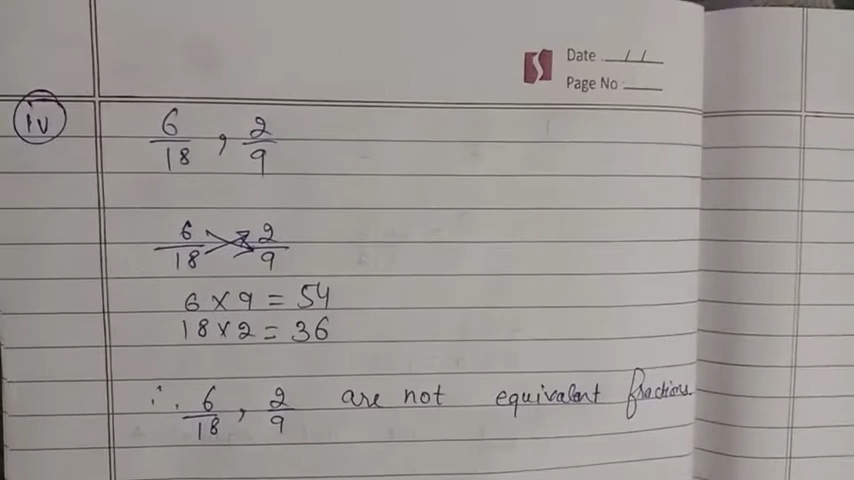 Date / /
Page No
iv
6/18 , 2/9
6/18 2/9
6 × 9 = 54
18 × 2 = 36
∴ 6/18 , 2/9 are not equivalent fractions